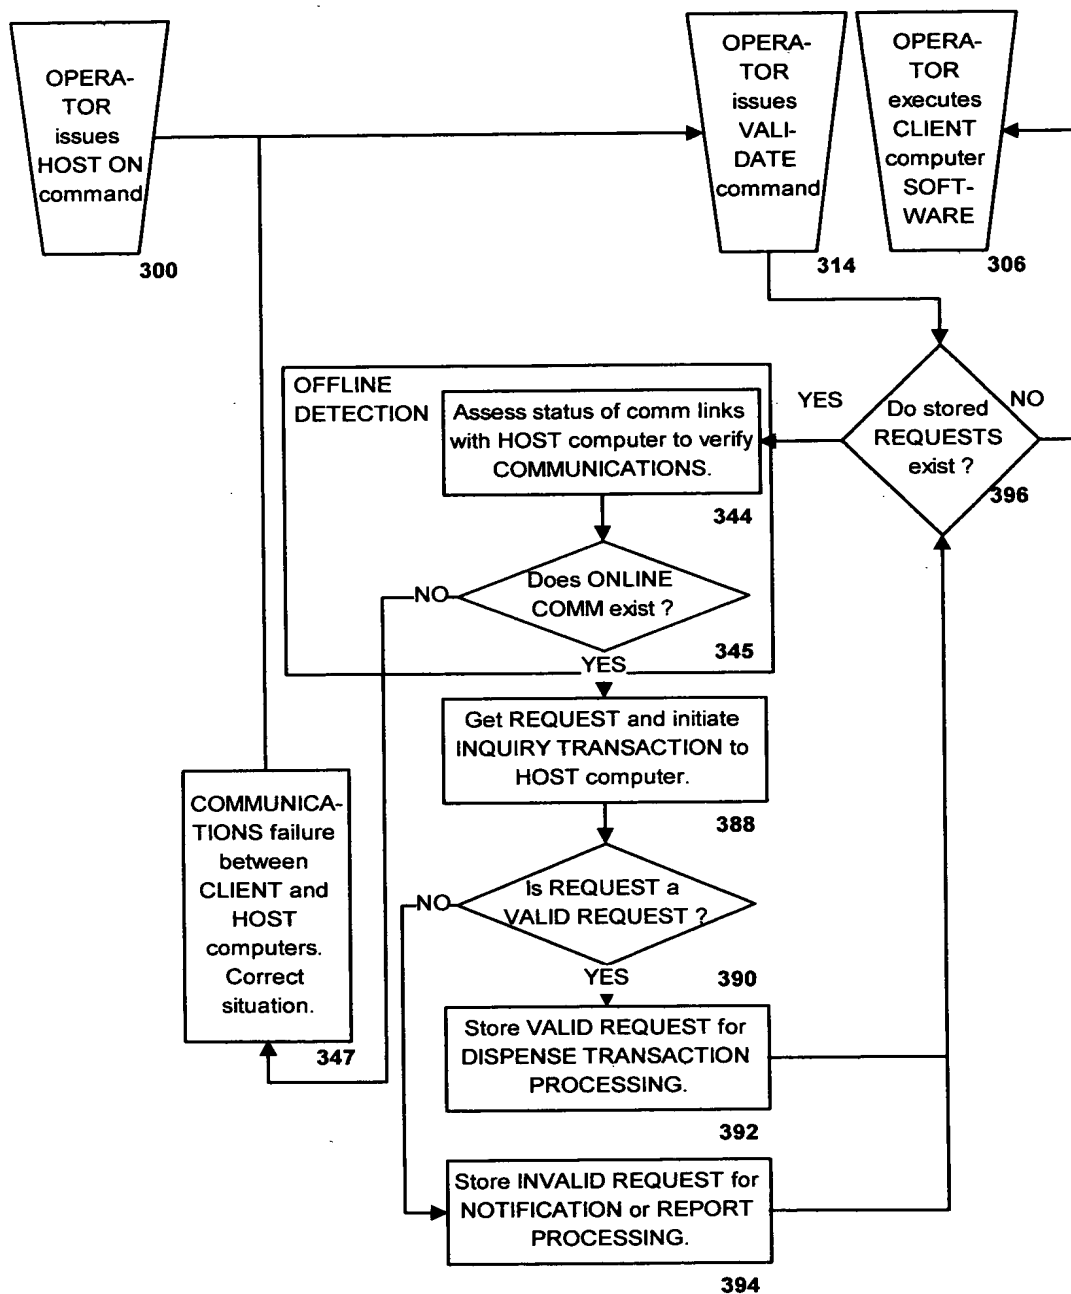 OPERA-
TOR
issues
HOST ON
command
300
OPERA-
TOR
issues
VALI-
DATE
command
314
OPERA-
TOR
executes
CLIENT
computer
SOFT-
WARE
306
OFFLINE
DETECTION
Assess status of comm links
with HOST computer to verify
COMMUNICATIONS.
344
YES
Do stored
REQUESTS
exist ?
NO
396
Does ONLINE
COMM exist ?
NO
345
YES
Get REQUEST and initiate
INQUIRY TRANSACTION to
HOST computer.
388
COMMUNICA-
TIONS failure
between
CLIENT and
HOST
computers.
Correct
situation.
347
Is REQUEST a
VALID REQUEST ?
NO
390
YES
Store VALID REQUEST for
DISPENSE TRANSACTION
PROCESSING.
392
Store INVALID REQUEST for
NOTIFICATION or REPORT
PROCESSING.
394